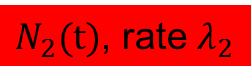 N₂(t), rate λ₂